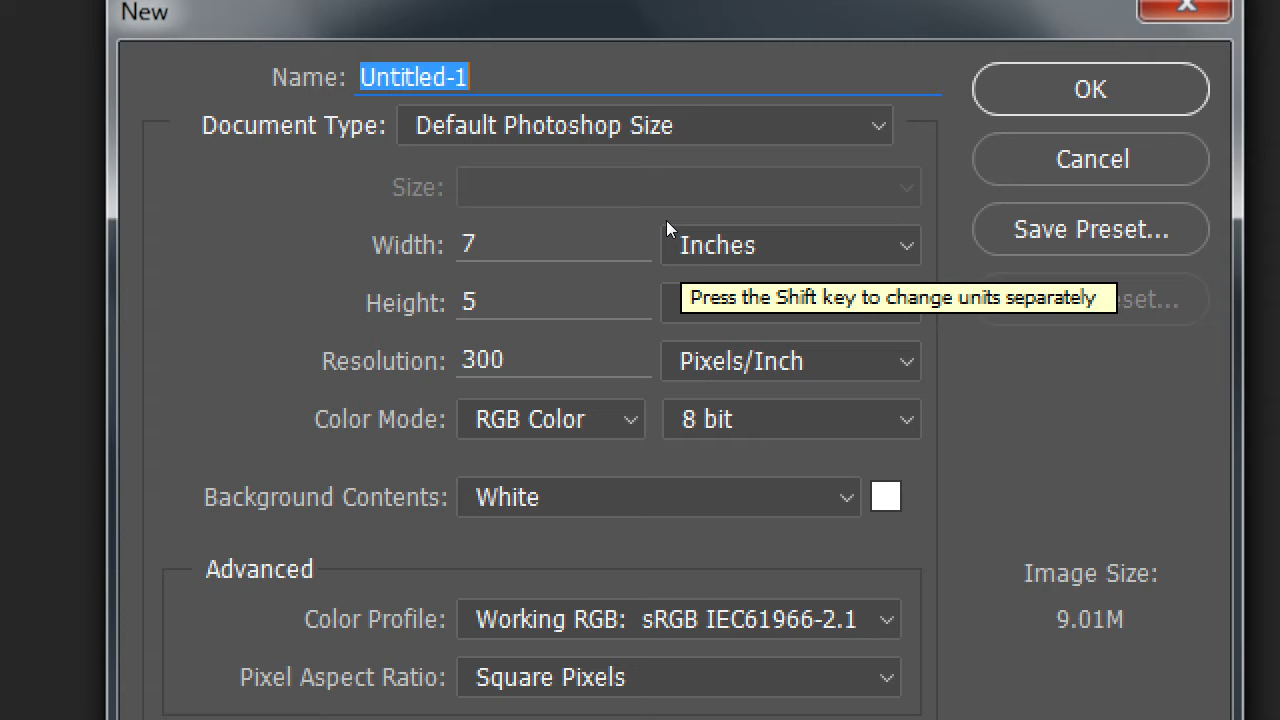 New
Name: Untitled-1
OK
Document Type: Default Photoshop Size
Cancel
Size:
Save Preset...
Width: 7 Inches
Height: 5
Press the Shift key to change units separately
eset...
Resolution: 300 Pixels/Inch
Color Mode: RGB Color 8 bit
Background Contents: White
Advanced
Image Size:
Color Profile: Working RGB: sRGB IEC61966-2.1
9.01M
Pixel Aspect Ratio: Square Pixels